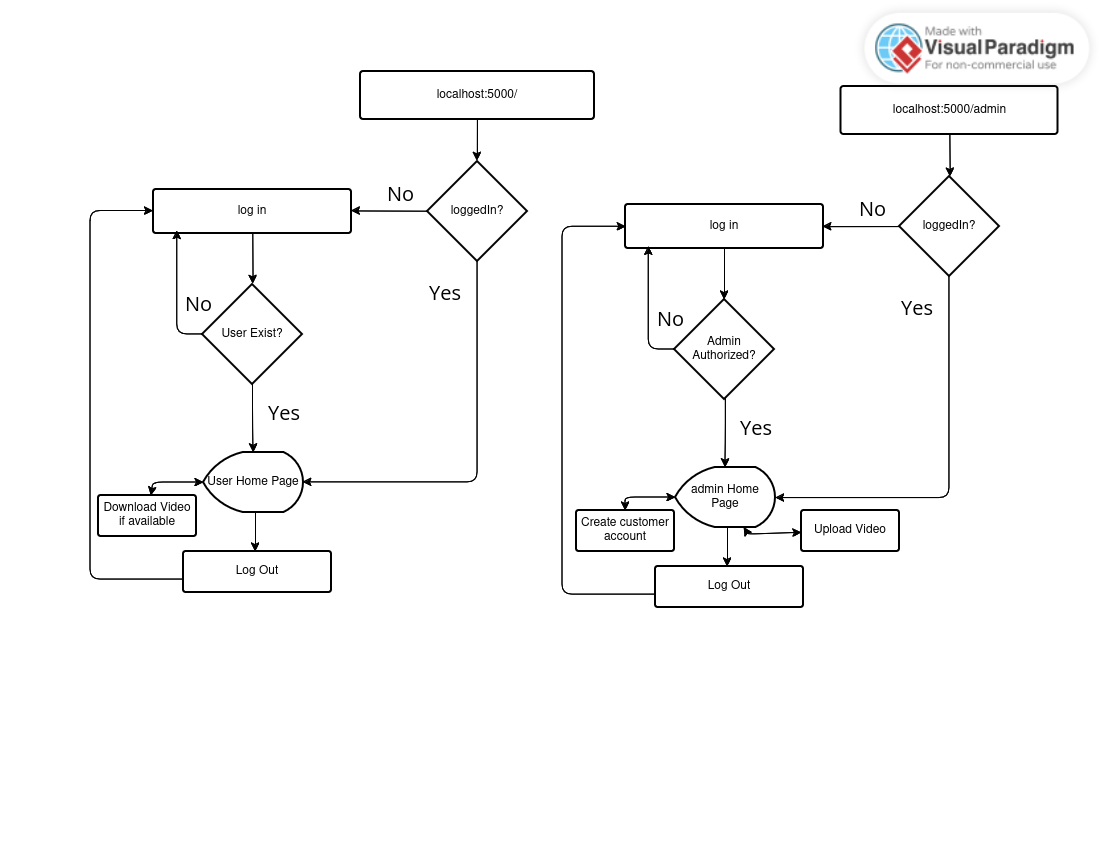 Made with
Visual Paradigm
For non-commercial use
localhost:5000/
loggedIn?
No
Yes
log in
User Exist?
No
Yes
User Home Page
Download Video
if available
Log Out
localhost:5000/admin
loggedIn?
No
Yes
log in
Admin
Authorized?
No
Yes
admin Home
Page
Create customer
account
Upload Video
Log Out